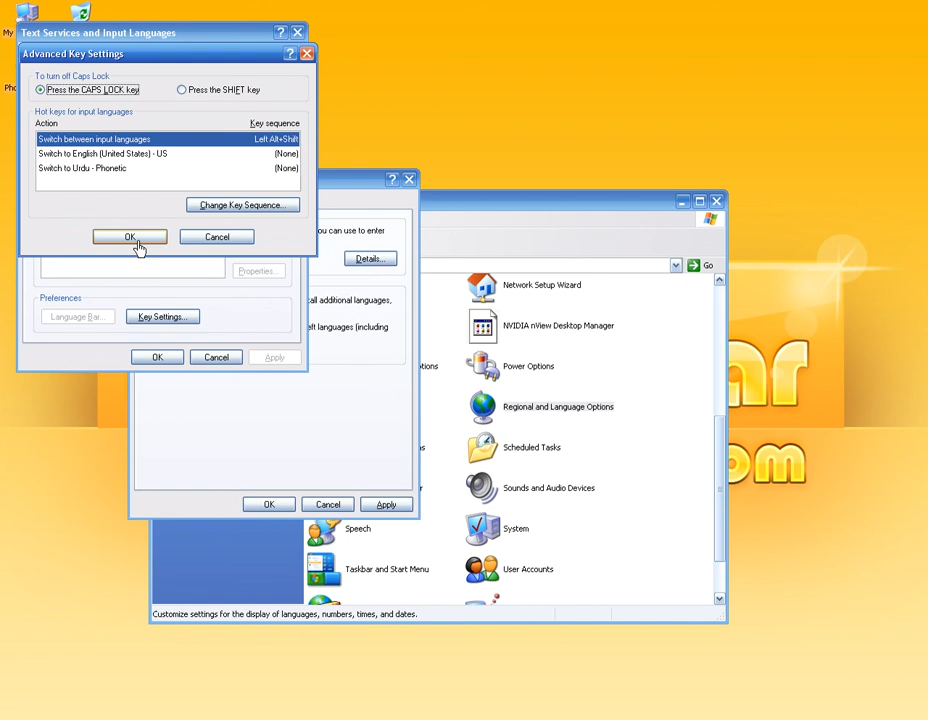 My
Text Services and Input Languages
Advanced Key Settings
To turn off Caps Lock
Press the CAPS LOCK key
Press the SHIFT key
Hot keys for input languages
Action
Key sequence
Switch between input languages
Left Alt+Shift
Switch to English (United States) - US
(None)
Switch to Urdu - Phonetic
(None)
Change Key Sequence...
OK
Cancel
Properties...
Preferences
Language Bar...
Key Settings...
OK
Cancel
Apply
ou can use to enter
Details...
all additional languages,
eft languages (including
OK
Cancel
Apply
Go
Network Setup Wizard
NVIDIA nView Desktop Manager
Power Options
Regional and Language Options
Scheduled Tasks
Sounds and Audio Devices
Speech
System
Taskbar and Start Menu
User Accounts
Customize settings for the display of languages, numbers, times, and dates.
ar
om